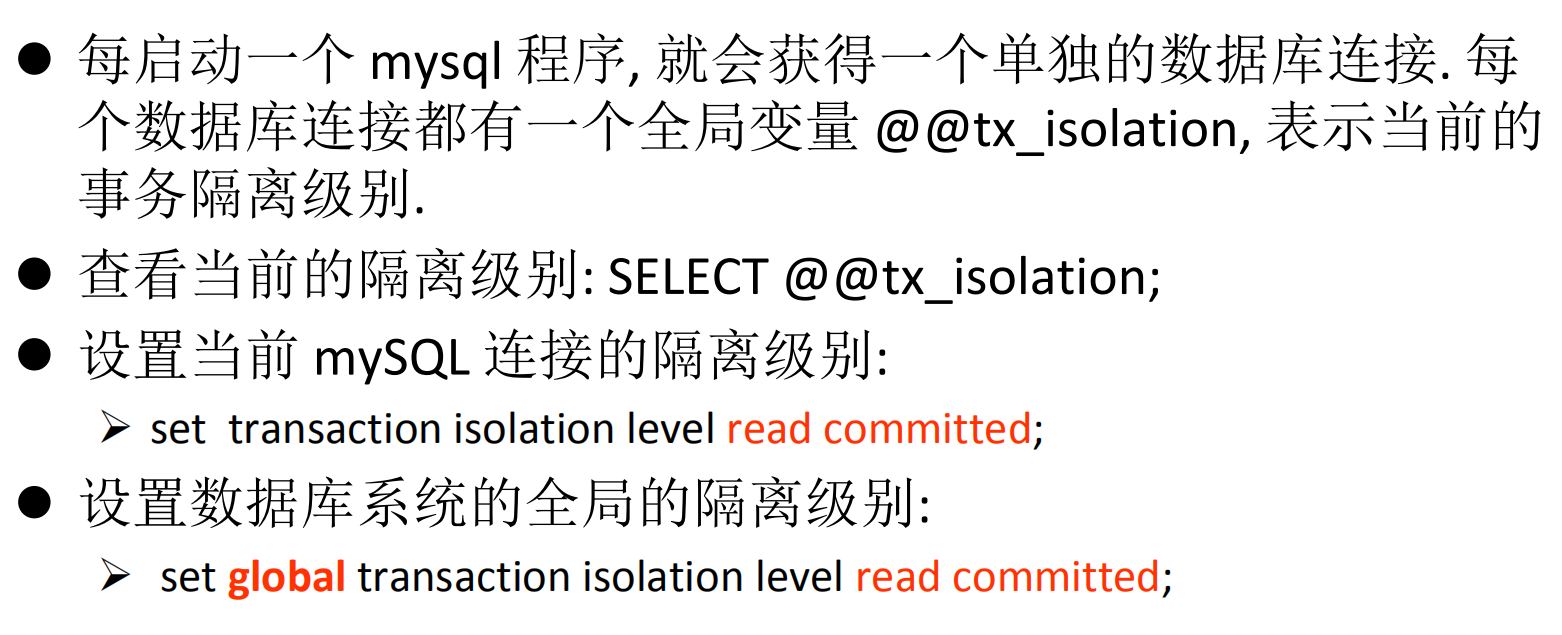 ● 每启动一个 mysql 程序, 就会获得一个单独的数据库连接. 每
个数据库连接都有一个全局变量 @@tx_isolation, 表示当前的
事务隔离级别.
● 查看当前的隔离级别: SELECT @@tx_isolation;
● 设置当前 mySQL 连接的隔离级别:
➢ set  transaction isolation level read committed;
● 设置数据库系统的全局的隔离级别:
➢ set global transaction isolation level read committed;